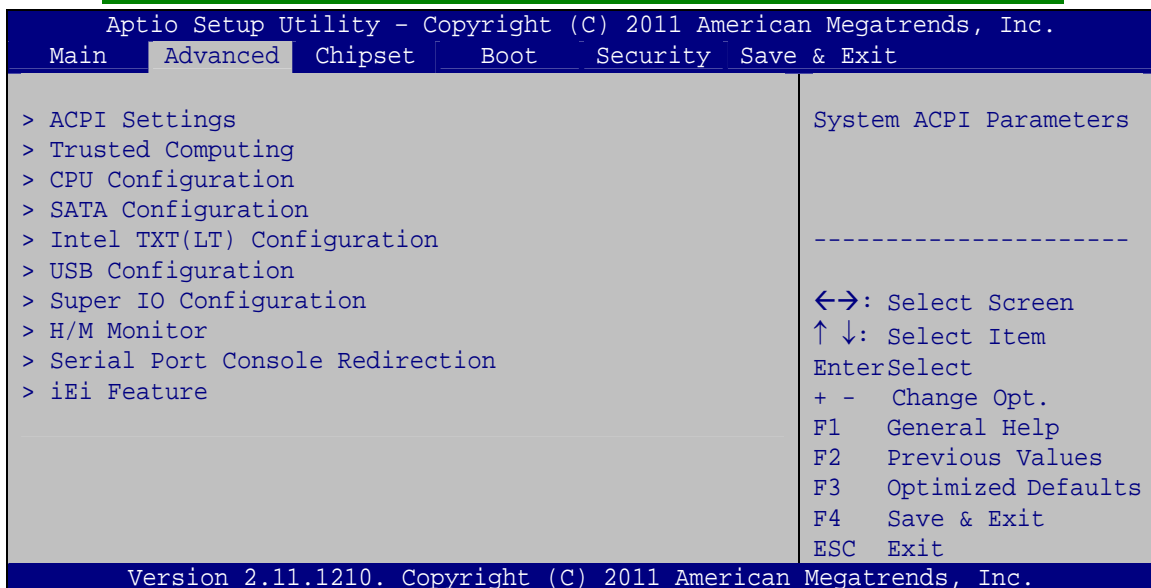 Aptio Setup Utility – Copyright (C) 2011 American Megatrends, Inc.
Main Advanced Chipset Boot Security Save & Exit
> ACPI Settings
> Trusted Computing
> CPU Configuration
> SATA Configuration
> Intel TXT(LT) Configuration
> USB Configuration
> Super IO Configuration
> H/M Monitor
> Serial Port Console Redirection
> iEi Feature
System ACPI Parameters
----------------------
←→: Select Screen
↑ ↓: Select Item
EnterSelect
+ - Change Opt.
F1 General Help
F2 Previous Values
F3 Optimized Defaults
F4 Save & Exit
ESC Exit
Version 2.11.1210. Copyright (C) 2011 American Megatrends, Inc.